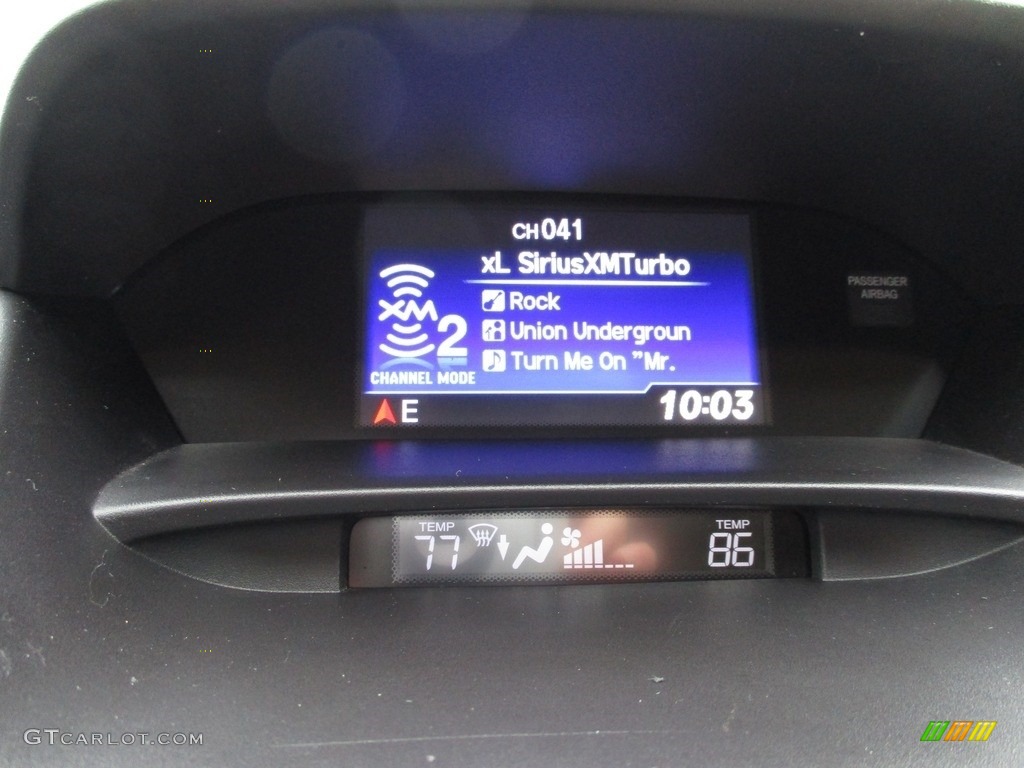 CH041
xL SiriusXMTurbo
XM
2
Rock
Union Undergroun
Turn Me On "Mr.
CHANNEL MODE
E
10:03
PASSENGER
AIRBAG
TEMP
77
TEMP
86
GTCARLOT.COM